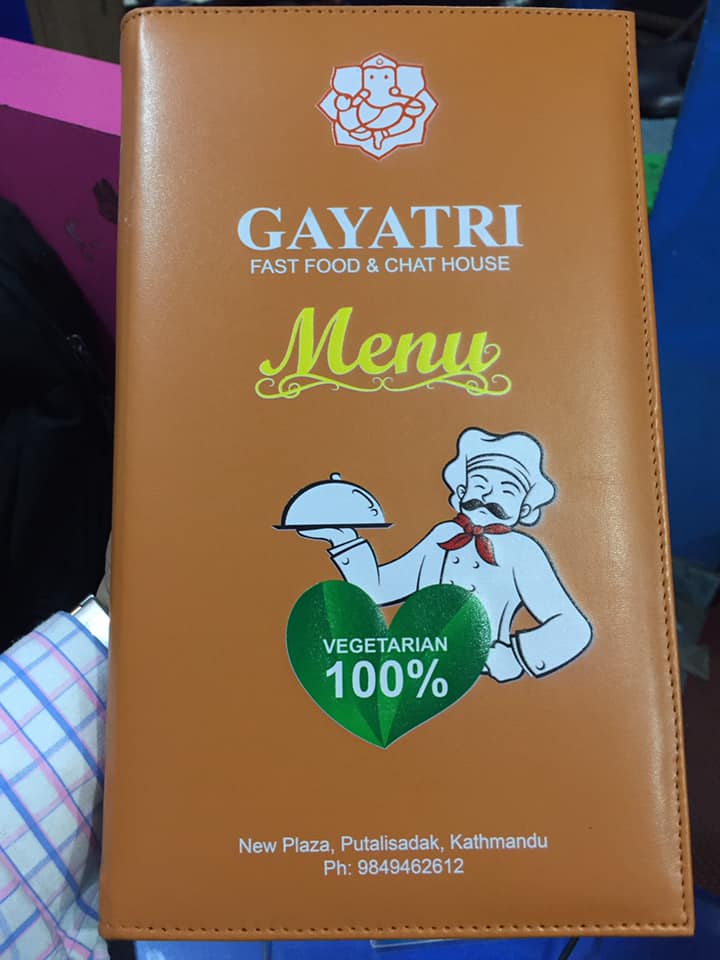 GAYATRI
FAST FOOD & CHAT HOUSE
Menu
VEGETARIAN
100%
New Plaza, Putalisadak, Kathmandu
Ph: 9849462612